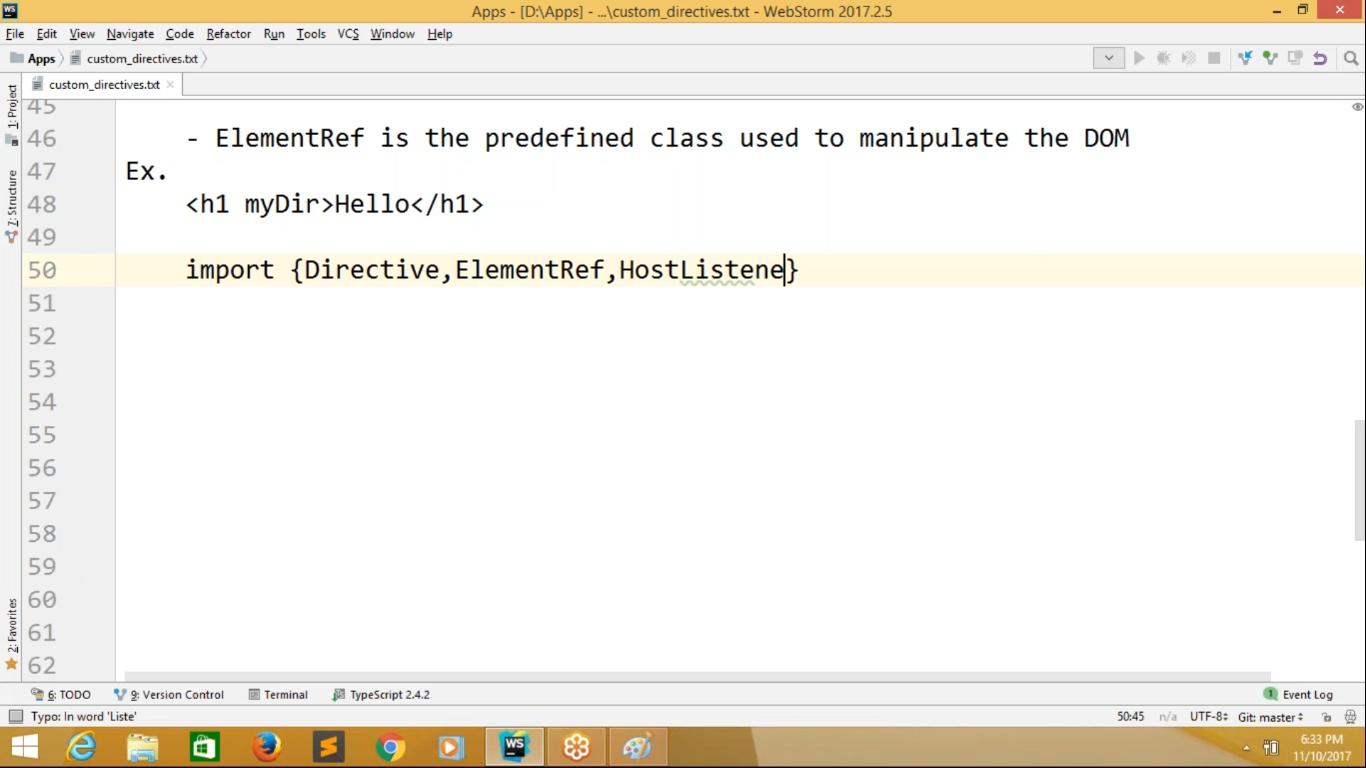 WS
Apps - [D:\Apps] - ...\custom_directives.txt - WebStorm 2017.2.5
File Edit View Navigate Code Refactor Run Tools VCS Window Help
Apps custom_directives.txt
custom_directives.txt
1: Project
7: Structure
2: Favorites
45
46 - ElementRef is the predefined class used to manipulate the DOM
47 Ex.
48 <h1 myDir>Hello</h1>
49
50 import {Directive,ElementRef,HostListene}
51
52
53
54
55
56
57
58
59
60
61
62
6: TODO 9: Version Control Terminal TypeScript 2.4.2 1 Event Log
Typo: In word 'Liste' 50:45 n/a UTF-8 Git: master
WS 6:33 PM
11/10/2017